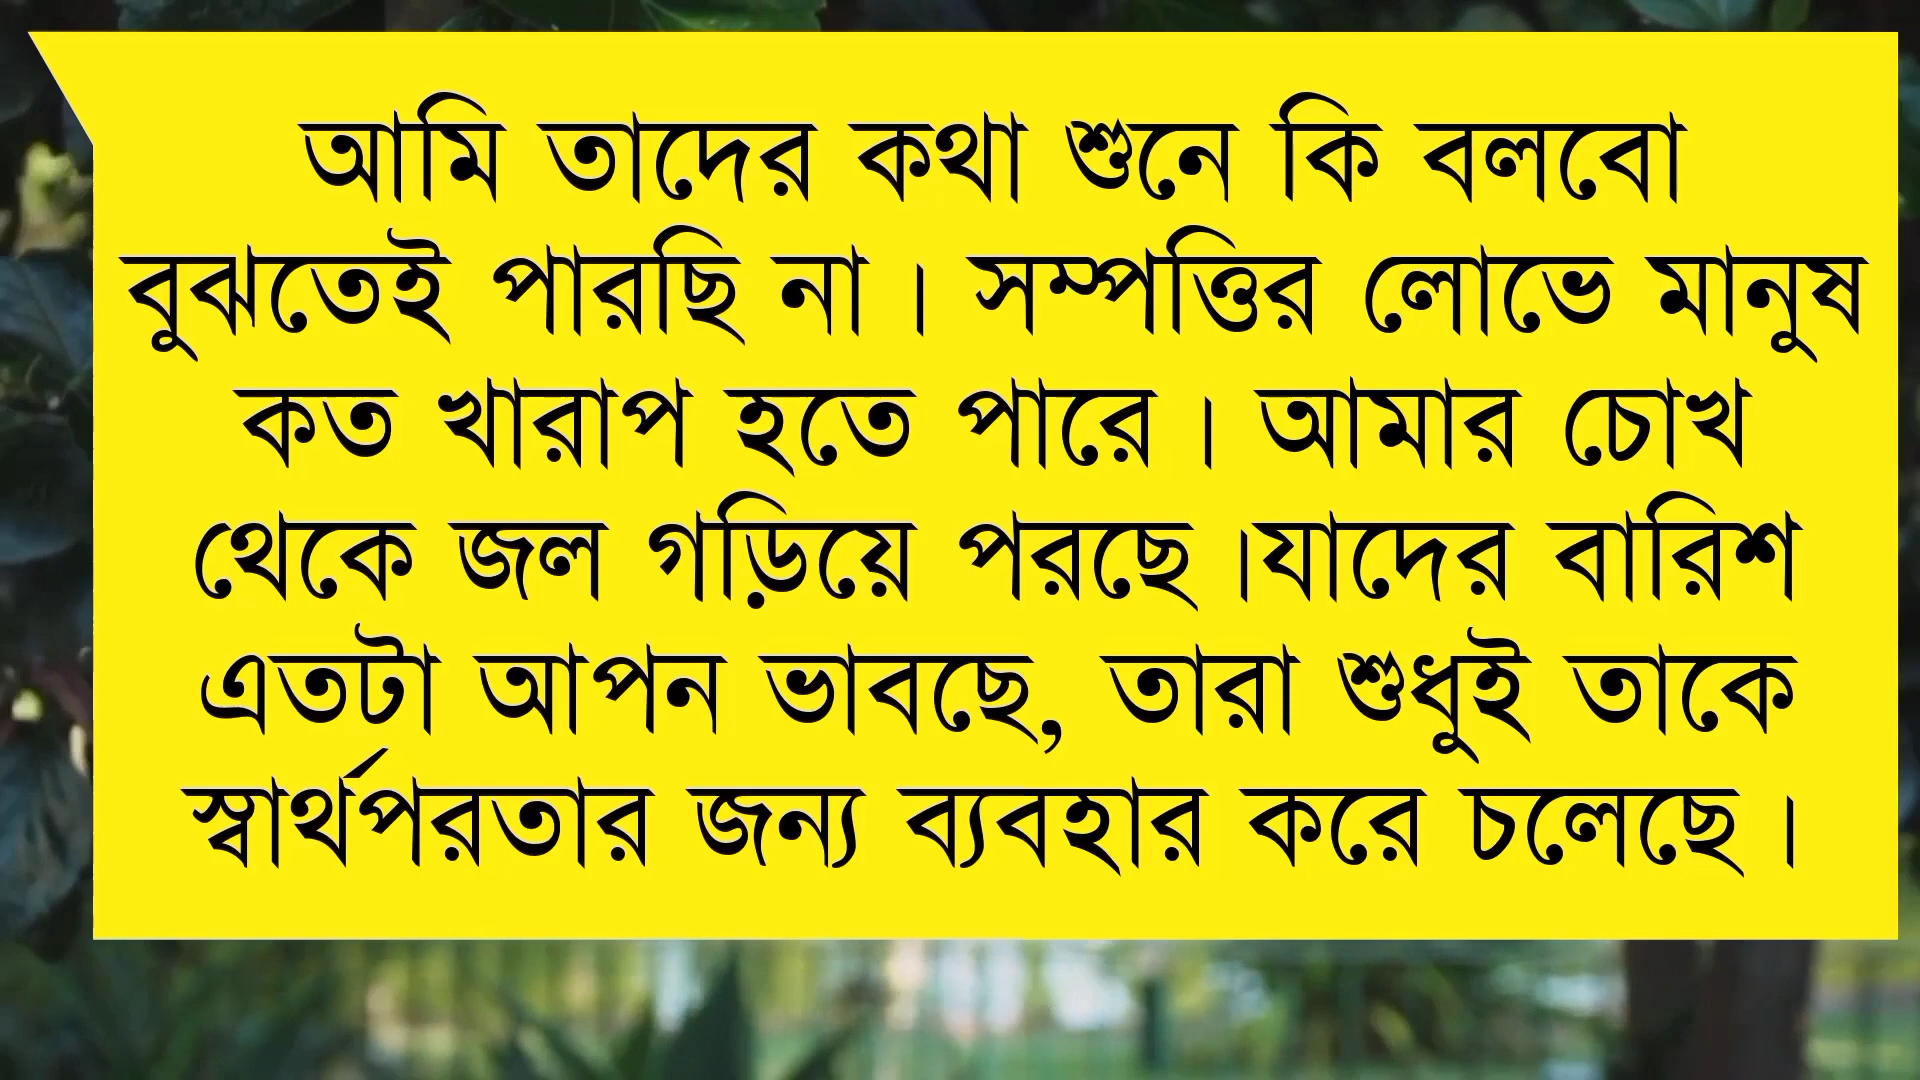 আমি তাদের কথা শুনে কি বলবো
বুঝতেই পারছি না । সম্পত্তির লোভে মানুষ
কত খারাপ হতে পারে । আমার চোখ
থেকে জল গড়িয়ে পরছে ।যাদের বারিশ
এতটা আপন ভাবছে, তারা শুধুই তাকে
স্বার্থপরতার জন্য ব্যবহার করে চলেছে ।